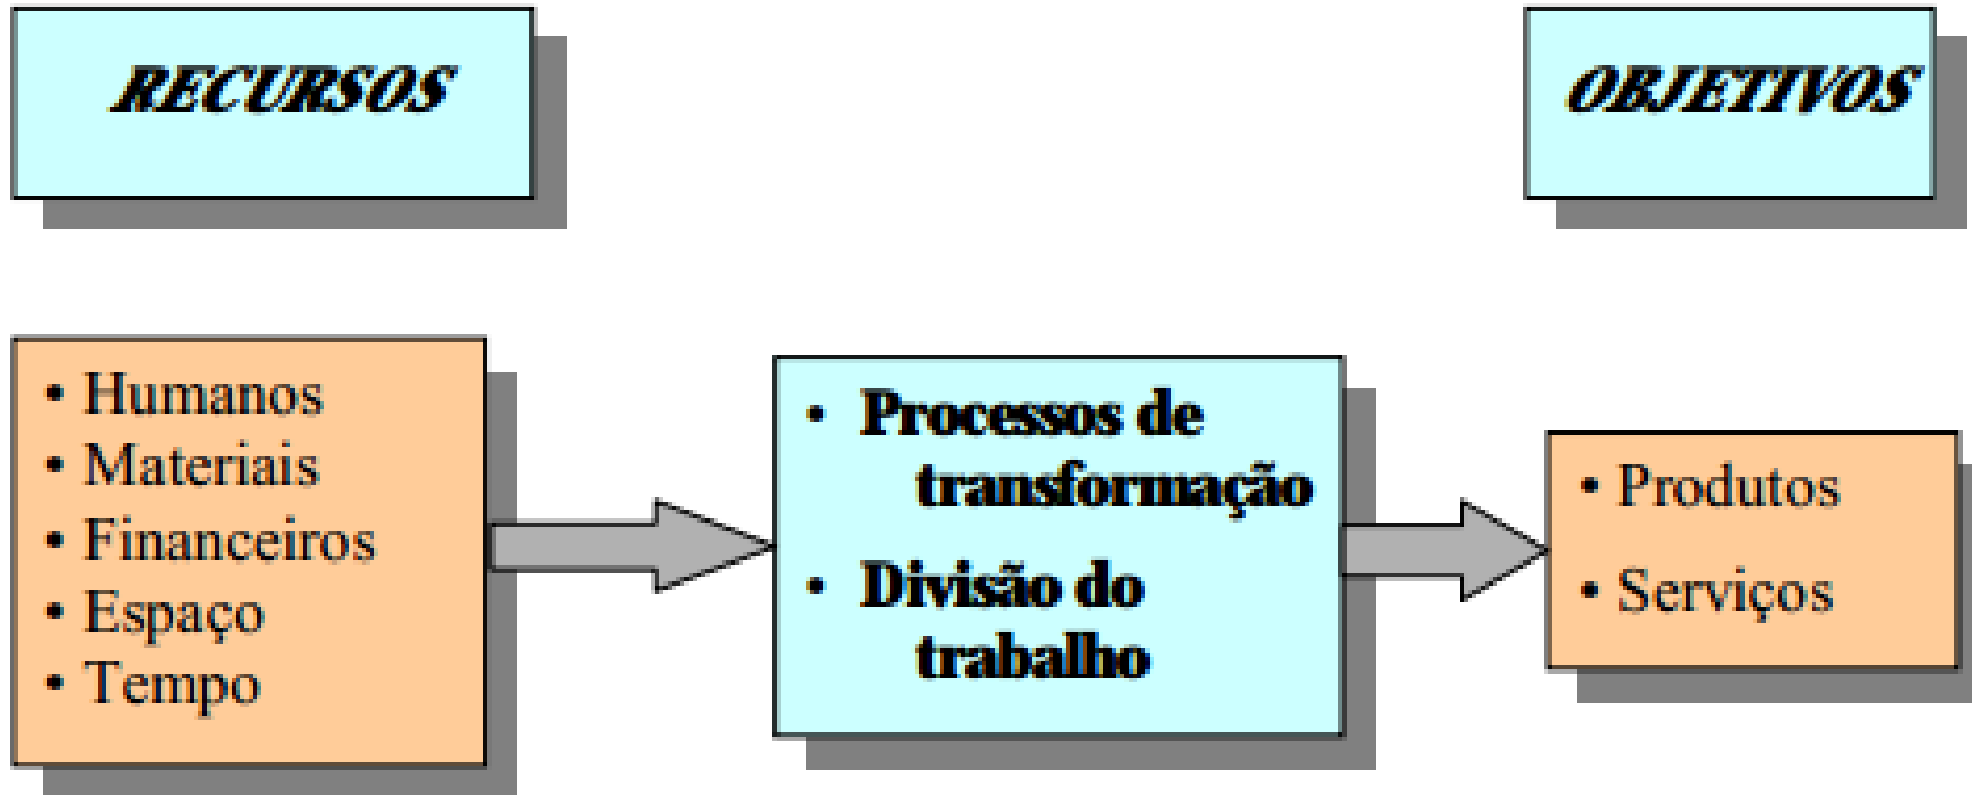 RECURSOS
OBJETIVOS
• Humanos
• Materiais
• Financeiros
• Espaço
• Tempo
• Processos de
transformação
• Divisão do
trabalho
• Produtos
• Serviços